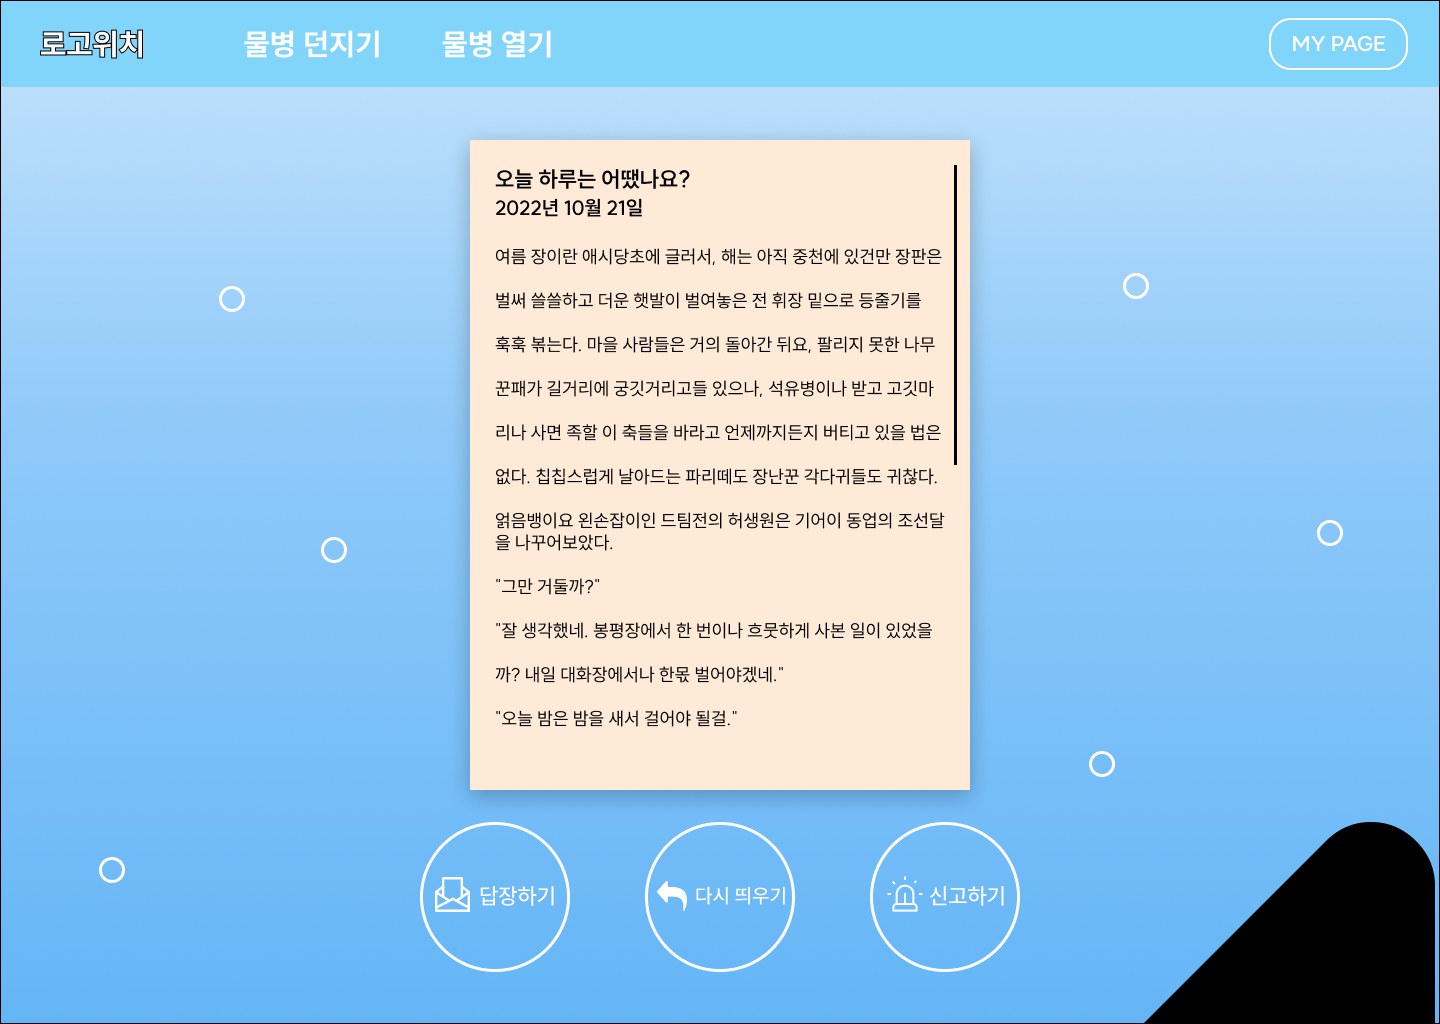 로고위치
물병 던지기
물병 열기
MY PAGE
오늘 하루는 어땠나요?
2022년 10월 21일
여름 장이란 애시당초에 글러서, 해는 아직 중천에 있건만 장판은
벌써 쓸쓸하고 더운 햇발이 벌여놓은 전 휘장 밑으로 등줄기를
훅훅 볶는다. 마을 사람들은 거의 돌아간 뒤요, 팔리지 못한 나무
꾼패가 길거리에 궁깃거리고들 있으나, 석유병이나 받고 고깃마
리나 사면 족할 이 축들을 바라고 언제까지든지 버티고 있을 법은
없다. 칩칩스럽게 날아드는 파리떼도 장난꾼 각다귀들도 귀찮다.
얽음뱅이요 왼손잡이인 드팀전의 허생원은 기어이 동업의 조선달
을 나꾸어보았다.
"그만 거둘까?"
"잘 생각했네. 봉평장에서 한 번이나 흐뭇하게 사본 일이 있었을
까? 내일 대화장에서나 한몫 벌어야겠네."
"오늘 밤은 밤을 새서 걸어야 될걸."
답장하기
다시 띄우기
신고하기